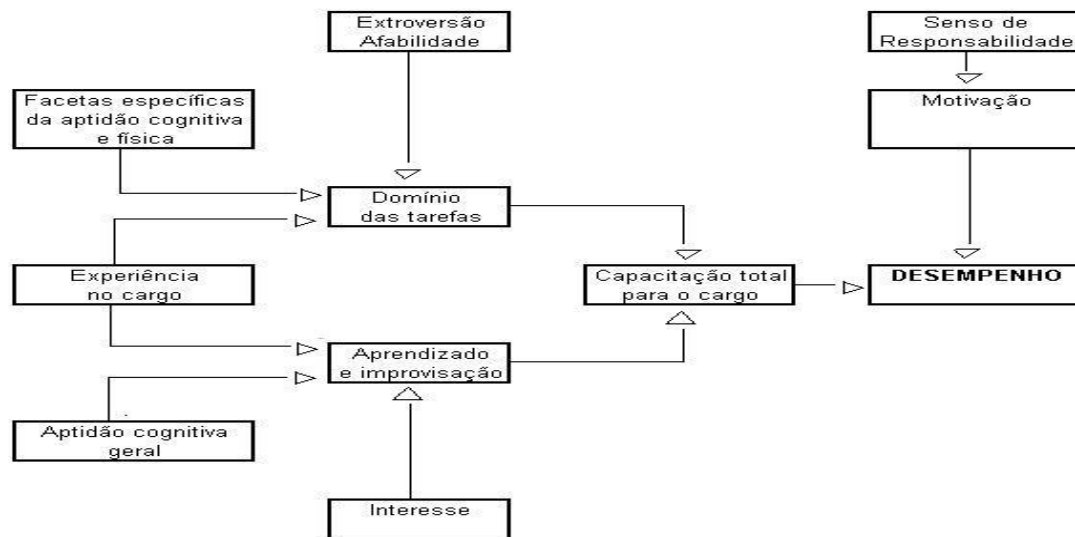 Extroversão
Afabilidade
Senso de
Responsabilidade
Facetas específicas
da aptidão cognitiva
e física
Motivação
Domínio
das tarefas
Experiência
no cargo
Capacitação total
para o cargo
DESEMPENHO
Aprendizado
e improvisação
Aptidão cognitiva
geral
Interesse